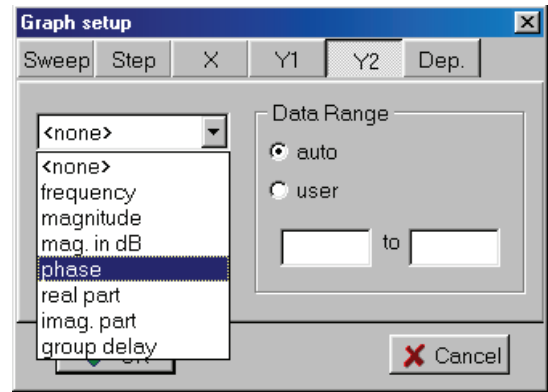 Graph setup
Sweep Step X Y1 Y2 Dep.
<none>
Data Range
<none>
frequency
magnitude
mag. in dB
phase
real part
imag. part
group delay
auto
user
to
Cancel